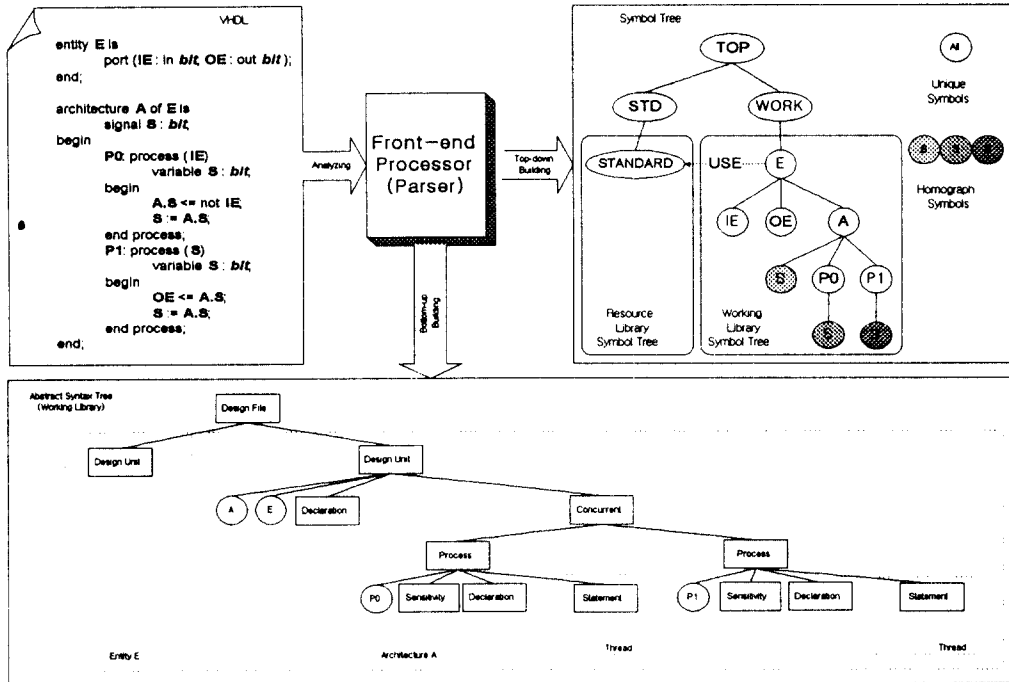 VHDL
entity E is
port (IE : in bit; OE : out bit );
end;
architecture A of E is
signal S : bit;
begin
P0: process (IE)
variable S : bit;
begin
A.S <= not IE;
S := A.S;
end process;
P1: process (S)
variable S : bit;
begin
OE <= A.S;
S := A.S;
end process;
end;
Analyzing
Front-end
Processor
(Parser)
Top-down
Building
Bottom-up
Building
Symbol Tree
TOP
All
Unique
Symbols
STD
WORK
STANDARD
USE
E
S S S
Homograph
Symbols
IE
OE
A
S
P0
P1
S
Resource
Library
Symbol Tree
Working
Library
Symbol Tree
Abstract Syntax Tree
(Working Library)
Design File
Design Unit
Design Unit
A
E
Declaration
Concurrent
Process
Process
P0
Sensitivity
Declaration
Statement
P1
Sensitivity
Declaration
Statement
Entity E
Architecture A
Thread
Thread